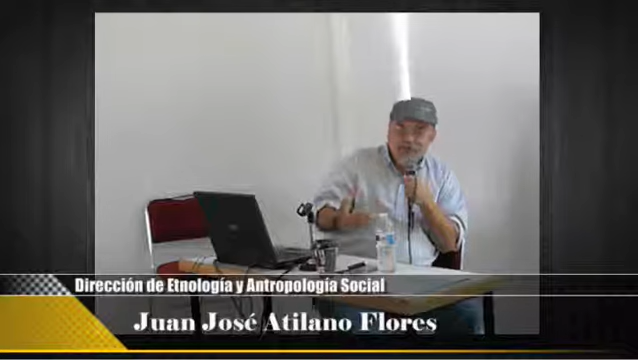 Dirección de Etnología y Antropología Social
Juan José Atilano Flores